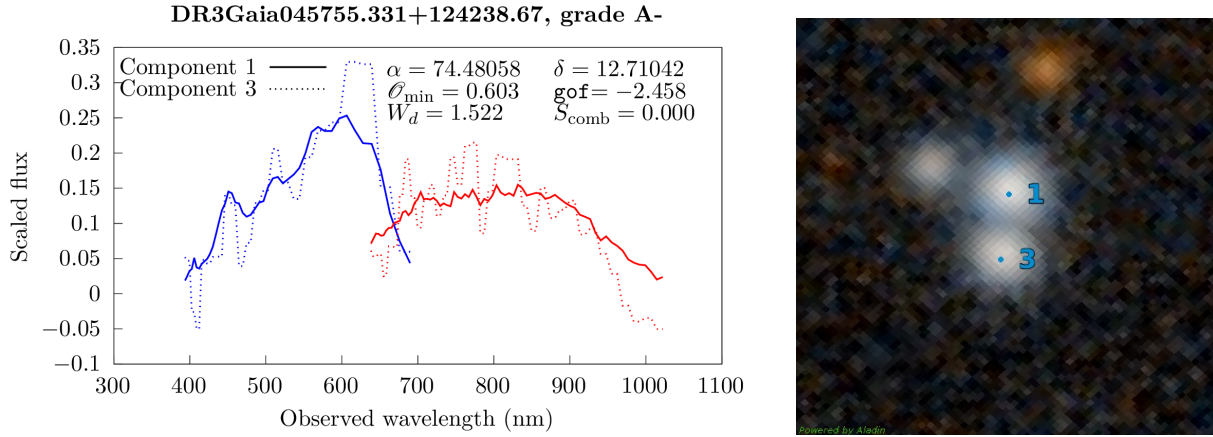 DR3Gaia045755.331+124238.67, grade A-
Component 1
Component 3
α = 74.48058 δ = 12.71042
𝒪min = 0.603 gof= −2.458
Wd = 1.522 Scomb = 0.000
Scaled flux
0.35
0.3
0.25
0.2
0.15
0.1
0.05
0
−0.05
−0.1
300 400 500 600 700 800 900 1000 1100
Observed wavelength (nm)
1
3
Powered by Aladin